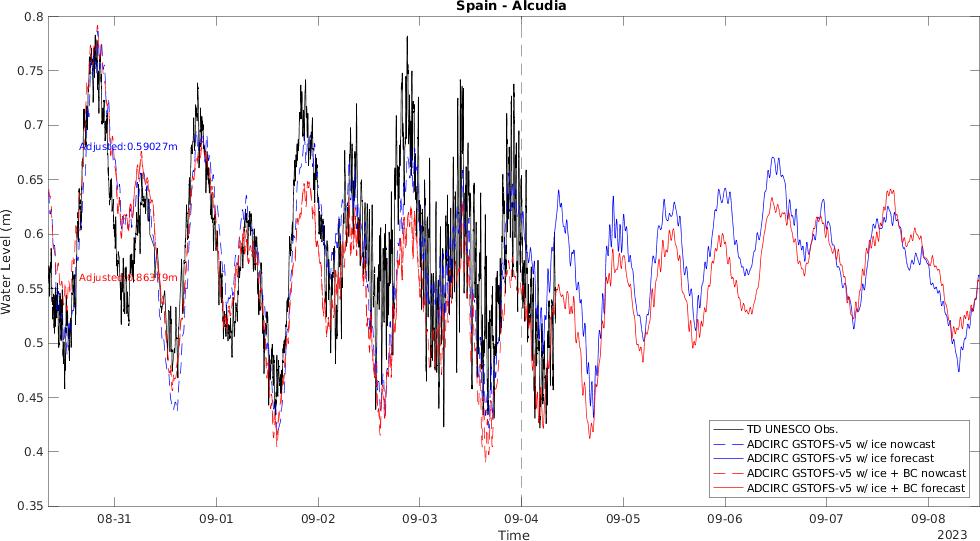 Spain - Alcudia
Water Level (m)
0.8
0.75
0.7
0.65
0.6
0.55
0.5
0.45
0.4
0.35
Adjusted:0.59027m
TD UNESCO Obs.
ADCIRC GSTOFS-v5 w/ ice nowcast
ADCIRC GSTOFS-v5 w/ ice forecast
ADCIRC GSTOFS-v5 w/ ice + BC nowcast
ADCIRC GSTOFS-v5 w/ ice + BC forecast
08-31
09-01
09-02
09-03
09-04
09-05
09-06
09-07
09-08
Time
2023